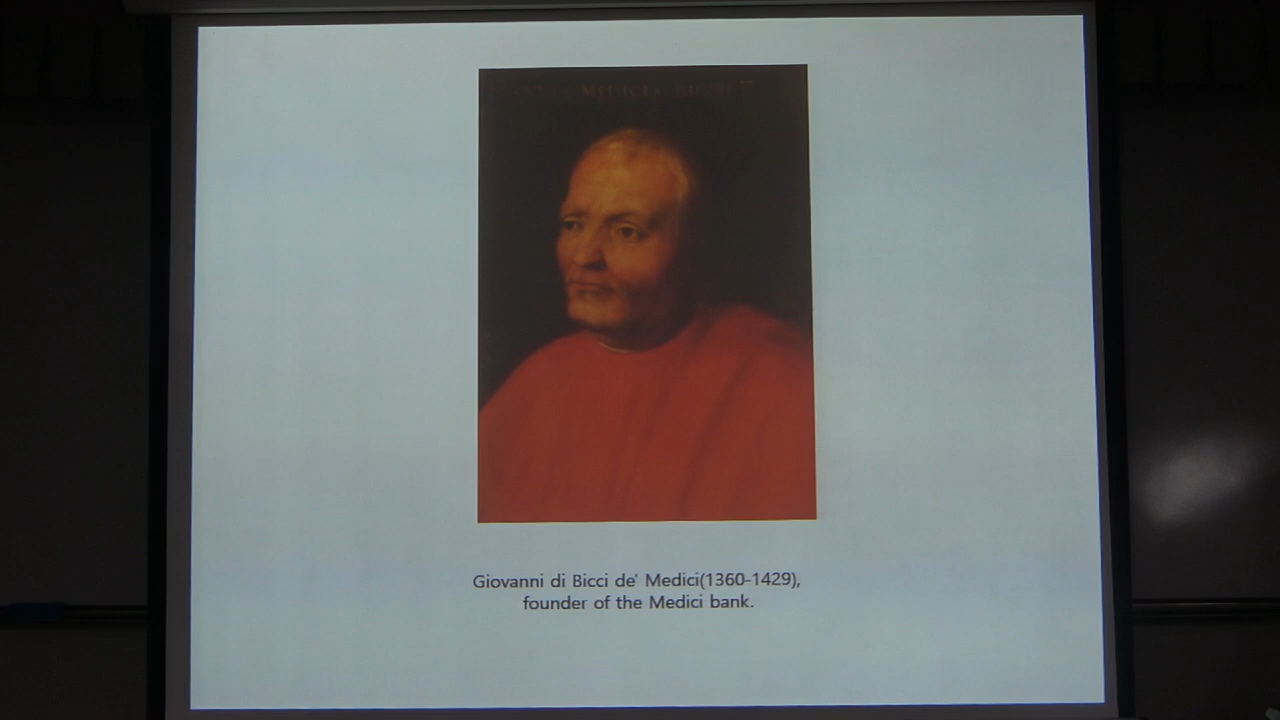 Giovanni di Bicci de' Medici(1360-1429),
founder of the Medici bank.